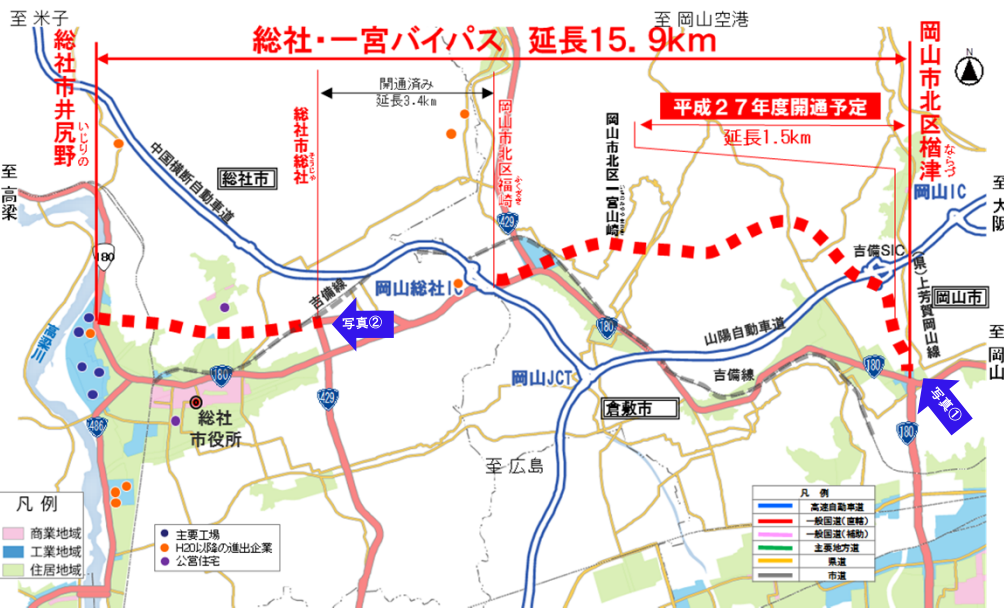 至 米子
至 岡山空港
総社・一宮バイパス 延長15.9km
総社市井尻野
いじりの
岡山市北区楢津
ならづ
N
開通済み
延長3.4km
平成27年度開通予定
延長1.5km
総社市総社
そうじゃ
岡山市北区福崎
ふくざき
岡山市北区一宮山崎
至 高梁
至 大阪
至 岡山
至 広島
中国横断自動車道
総社市
岡山IC
429
180
吉備SIC
(県)上芳賀岡山線
岡山市
吉備線
岡山総社IC
写真②
高梁川
180
山陽自動車道
吉備線
180
180
岡山JCT
倉敷市
写真①
429
総社
市役所
486
180
凡 例
商業地域
工業地域
住居地域
主要工場
H20以降の進出企業
公営住宅
凡 例
高速自動車道
一般国道(直轄)
一般国道(補助)
主要地方道
県道
市道